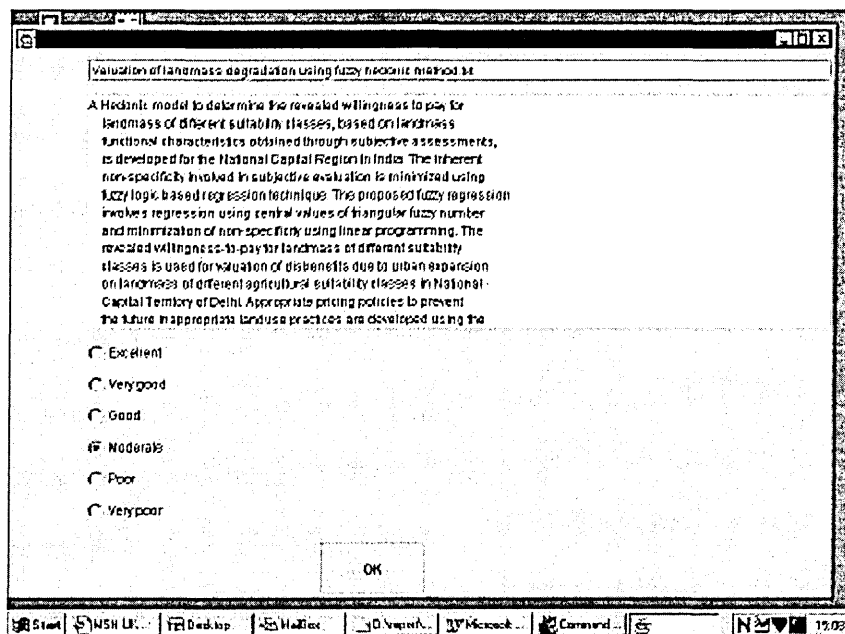 Valuation of landmass degradation using fuzzy hedonic method.txt
A Hedonic model to determine the revealed willingness to pay for
landmass of different suitability classes, based on landmass
functional characteristics obtained through subjective assessments,
is developed for the National Capital Region in India. The inherent
non-specificity involved in subjective evaluation is minimized using
fuzzy logic based regression technique. The proposed fuzzy regression
involves regression using central values of triangular fuzzy number
and minimization of non-specificity using linear programming. The
revealed willingness-to-pay for landmass of different suitability
classes is used for valuation of disbenefits due to urban expansion
on landmass of different agricultural suitability classes in National
Capital Territory of Delhi. Appropriate pricing policies to prevent
the future inappropriate landuse practices are developed using the
Excellent
Very good
Good
Moderate
Poor
Very poor
OK
Start MSN UK... Desktop Mailbox D:\ Microsoft... Command... N